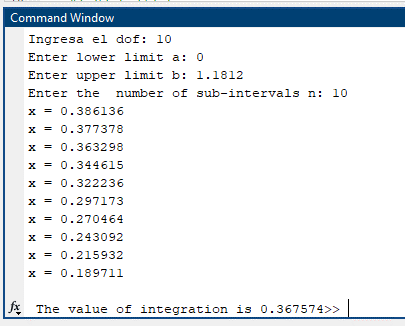 Command Window
Ingresa el dof: 10
Enter lower limit a: 0
Enter upper limit b: 1.1812
Enter the  number of sub-intervals n: 10
x = 0.386136
x = 0.377378
x = 0.363298
x = 0.344615
x = 0.322236
x = 0.297173
x = 0.270464
x = 0.243092
x = 0.215932
x = 0.189711
fx The value of integration is 0.367574>>